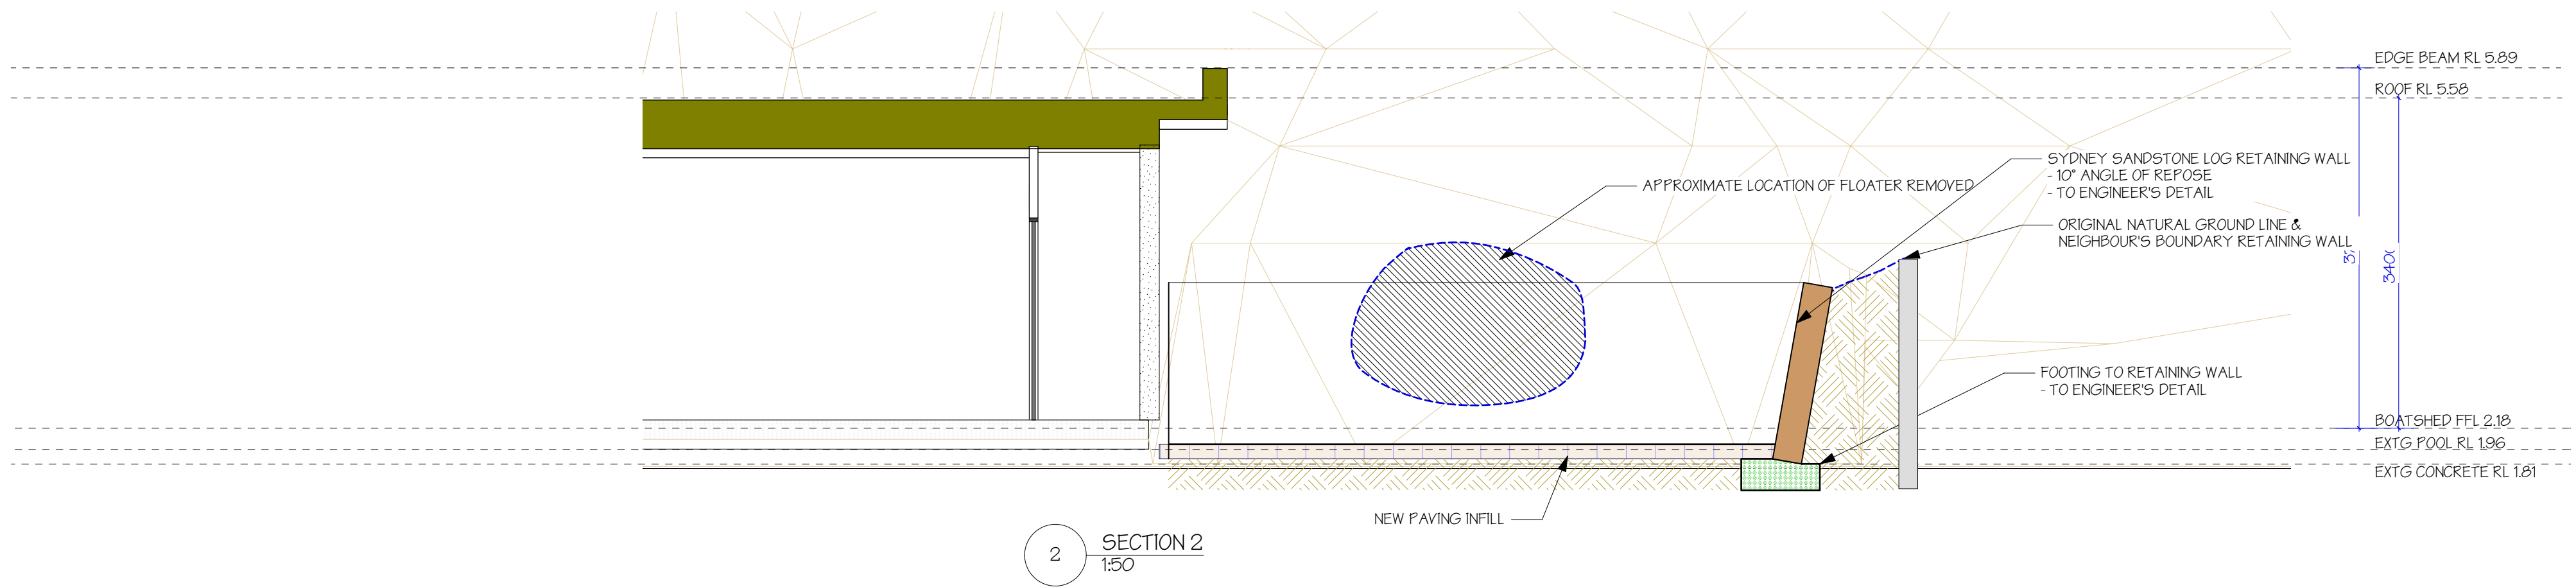 EDGE BEAM RL 5.89
ROOF RL 5.58
SYDNEY SANDSTONE LOG RETAINING WALL
- 10° ANGLE OF REPOSE
- TO ENGINEER'S DETAIL
APPROXIMATE LOCATION OF FLOATER REMOVED
ORIGINAL NATURAL GROUND LINE &
NEIGHBOUR'S BOUNDARY RETAINING WALL
FOOTING TO RETAINING WALL
- TO ENGINEER'S DETAIL
BOATSHED FFL 2.18
EXTG POOL RL 1.96
EXTG CONCRETE RL 1.81
NEW PAVING INFILL
2
SECTION 2
1:50